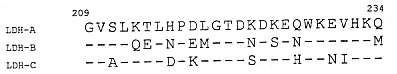 209 234
LDH-A GVSLKTLHPDLGTDKDKEQWKEVHKQ
LDH-B ----QE-N-EM---N-S-N------M
LDH-C --A----D-K----S---H--NI---